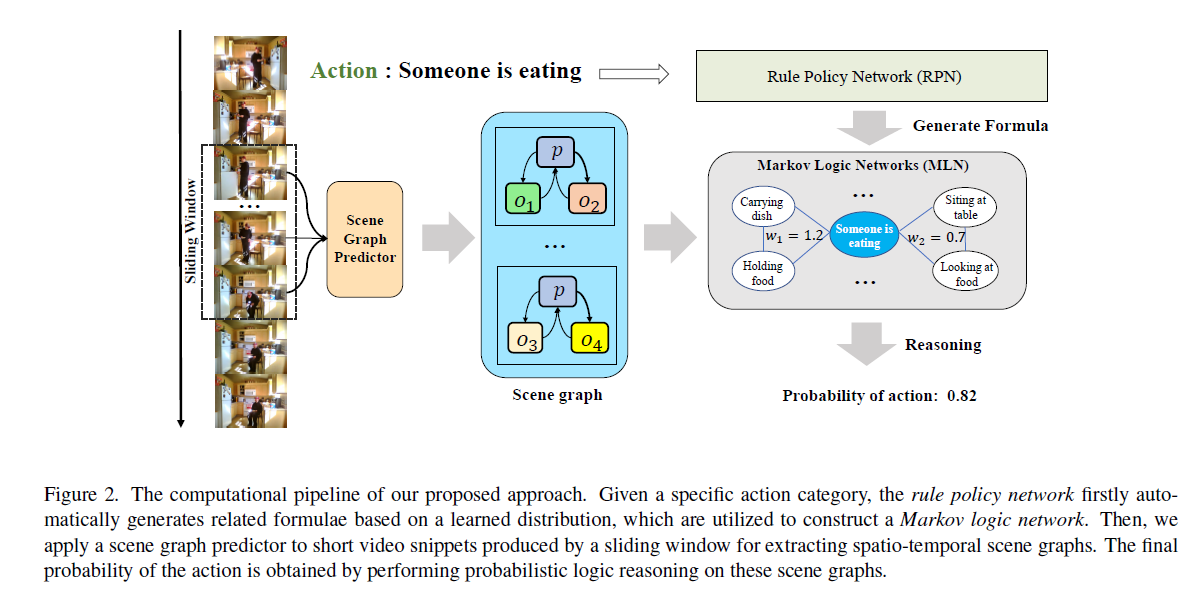 Action : Someone is eating
Rule Policy Network (RPN)
Generate Formula
Sliding Window
...
Scene
Graph
Predictor
p
o1
o2
...
p
o3
o4
Scene graph
Markov Logic Networks (MLN)
Carrying
dish
...
Siting at
table
w1 = 1.2
Someone is
eating
w2 = 0.7
Holding
food
...
Looking at
food
Reasoning
Probability of action: 0.82
Figure 2. The computational pipeline of our proposed approach. Given a specific action category, the rule policy network firstly auto-
matically generates related formulae based on a learned distribution, which are utilized to construct a Markov logic network. Then, we
apply a scene graph predictor to short video snippets produced by a sliding window for extracting spatio-temporal scene graphs. The final
probability of the action is obtained by performing probabilistic logic reasoning on these scene graphs.